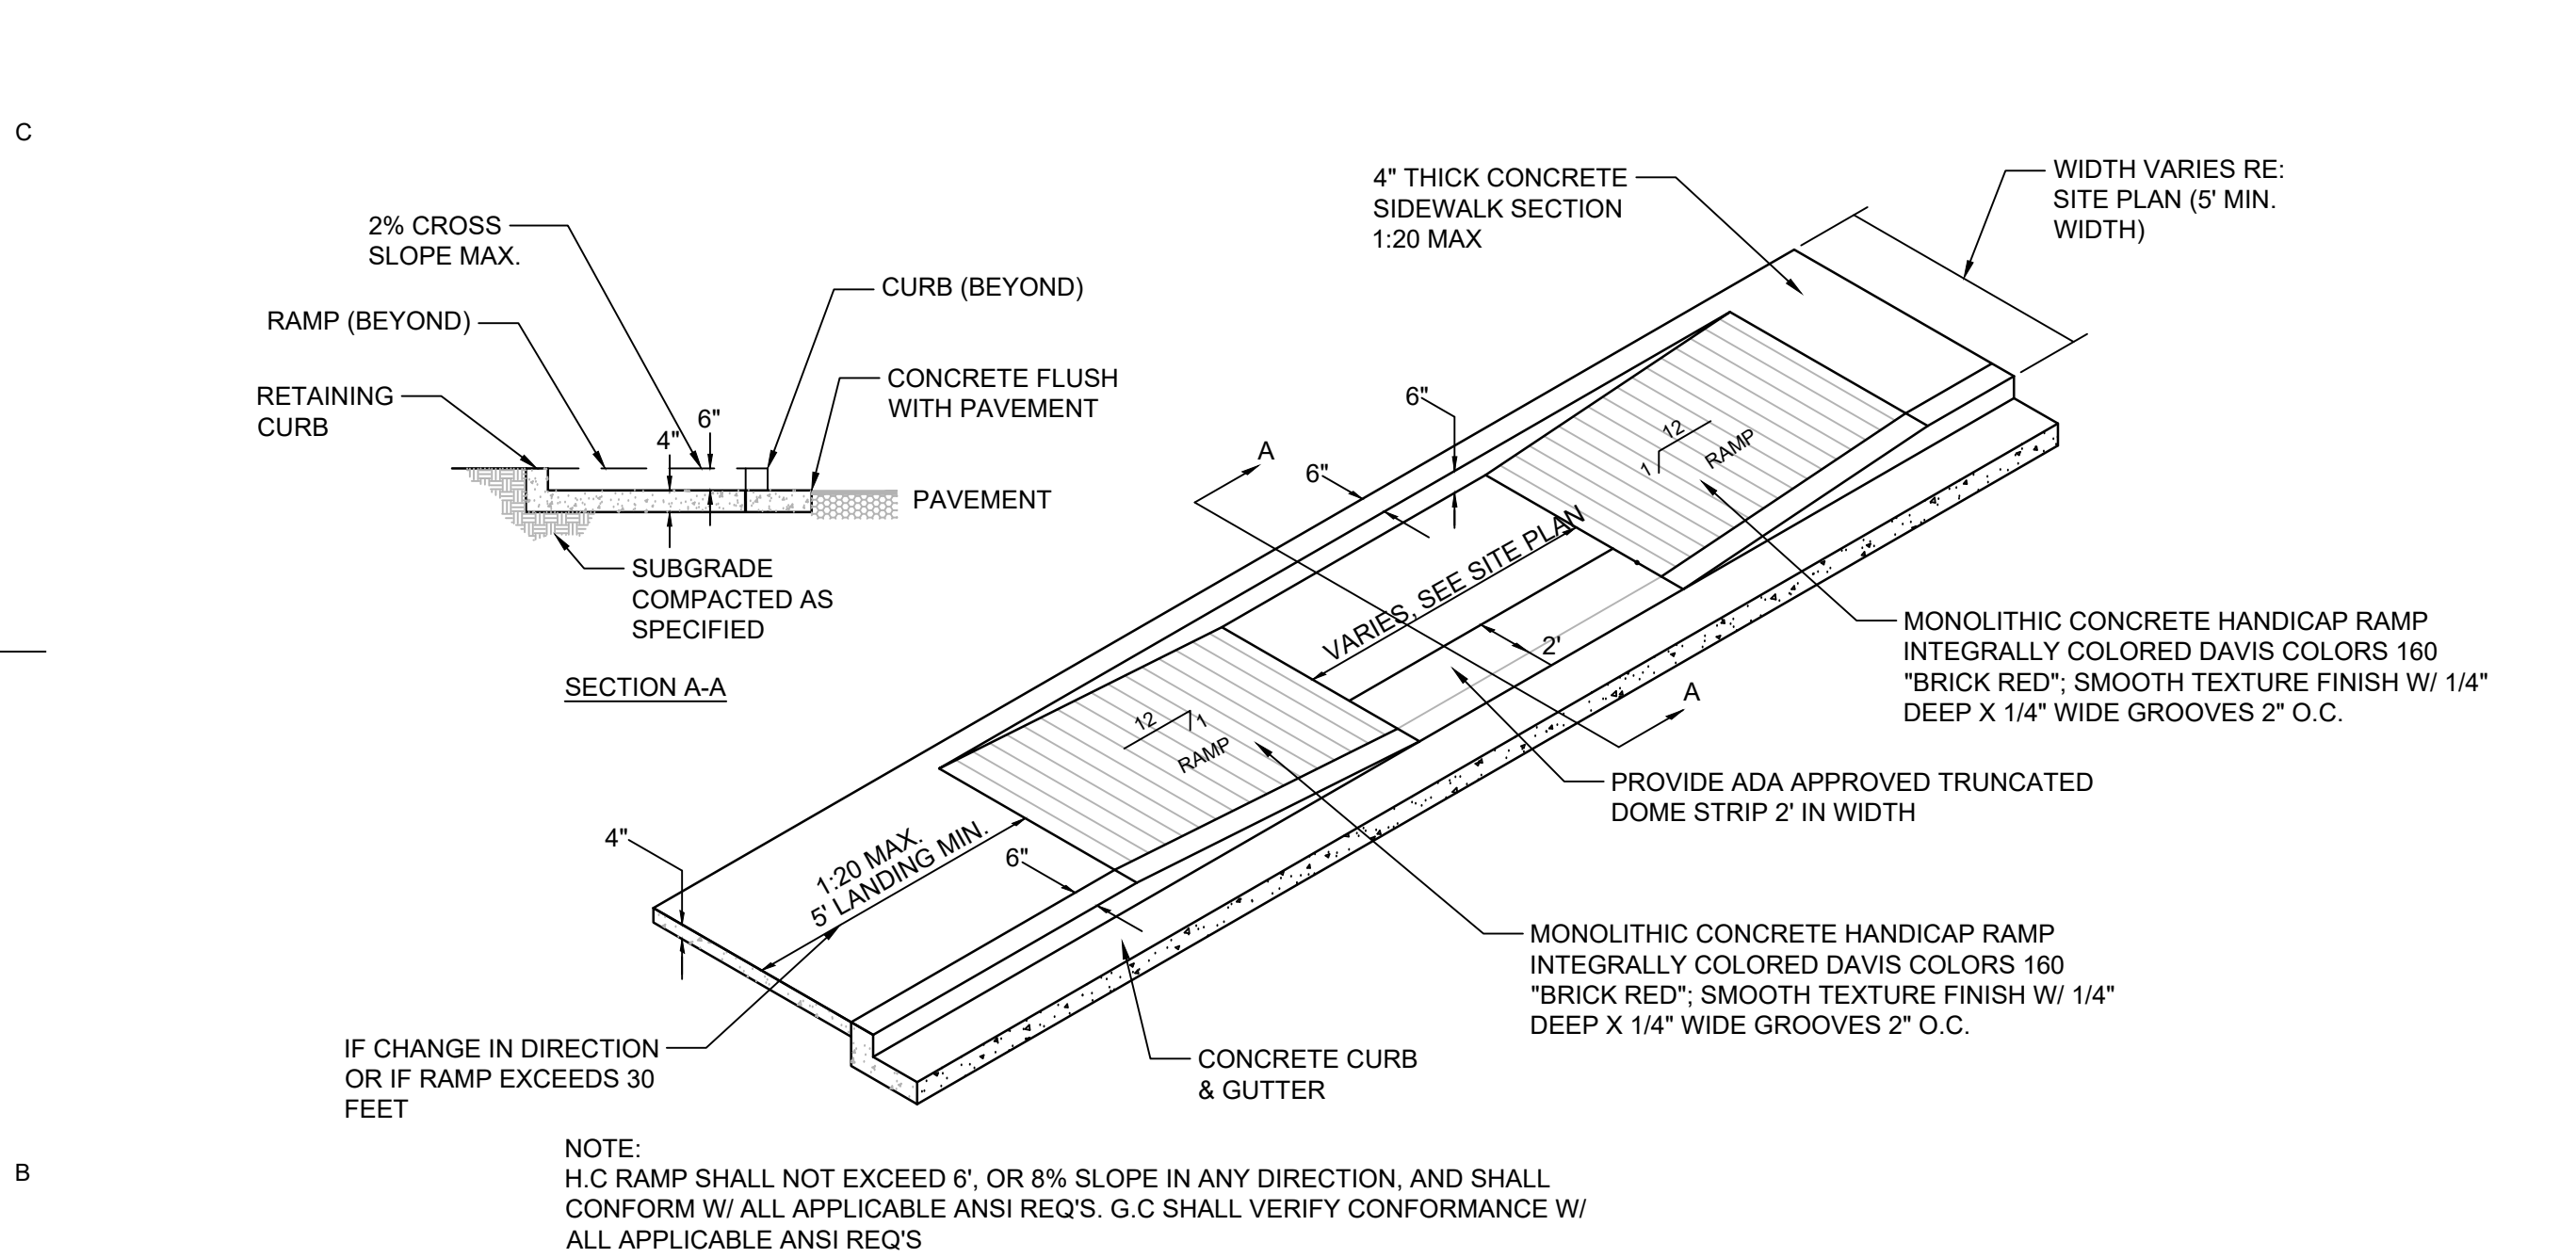 C
2% CROSS
SLOPE MAX.
RAMP (BEYOND)
RETAINING
CURB
CURB (BEYOND)
CONCRETE FLUSH
WITH PAVEMENT
6"
4"
PAVEMENT
SUBGRADE
COMPACTED AS
SPECIFIED
SECTION A-A
4" THICK CONCRETE
SIDEWALK SECTION
1:20 MAX
WIDTH VARIES RE:
SITE PLAN (5' MIN.
WIDTH)
6"
6"
A
12
1
RAMP
VARIES, SEE SITE PLAN
2'
A
12
1
RAMP
MONOLITHIC CONCRETE HANDICAP RAMP
INTEGRALLY COLORED DAVIS COLORS 160
"BRICK RED"; SMOOTH TEXTURE FINISH W/ 1/4"
DEEP X 1/4" WIDE GROOVES 2" O.C.
PROVIDE ADA APPROVED TRUNCATED
DOME STRIP 2' IN WIDTH
4"
1:20 MAX.
5' LANDING MIN.
6"
MONOLITHIC CONCRETE HANDICAP RAMP
INTEGRALLY COLORED DAVIS COLORS 160
"BRICK RED"; SMOOTH TEXTURE FINISH W/ 1/4"
DEEP X 1/4" WIDE GROOVES 2" O.C.
IF CHANGE IN DIRECTION
OR IF RAMP EXCEEDS 30
FEET
CONCRETE CURB
& GUTTER
B
NOTE:
H.C RAMP SHALL NOT EXCEED 6', OR 8% SLOPE IN ANY DIRECTION, AND SHALL
CONFORM W/ ALL APPLICABLE ANSI REQ'S. G.C SHALL VERIFY CONFORMANCE W/
ALL APPLICABLE ANSI REQ'S